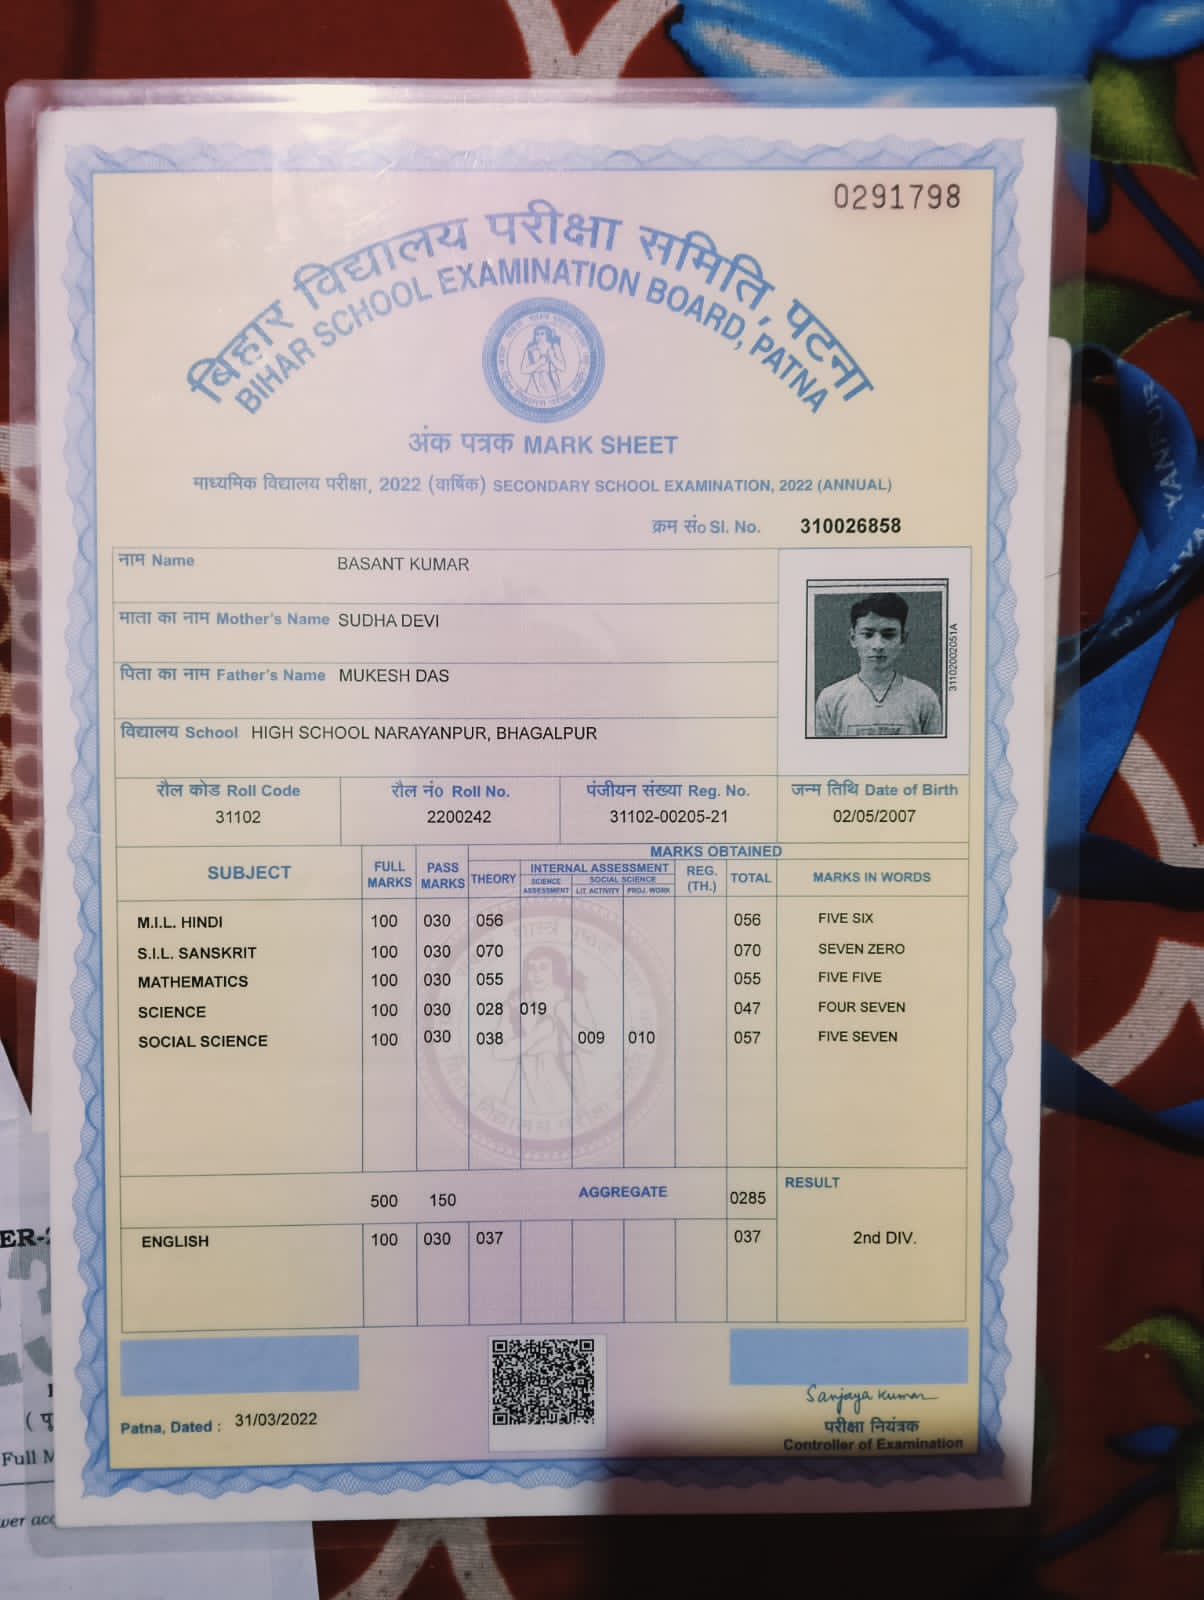 0291798
बिहार विद्यालय परीक्षा समिति, पटना
BIHAR SCHOOL EXAMINATION BOARD, PATNA
अंक पत्रक MARK SHEET
माध्यमिक विद्यालय परीक्षा, 2022 (वार्षिक) SECONDARY SCHOOL EXAMINATION, 2022 (ANNUAL)
क्रम सं० Sl. No. 310026858
नाम Name BASANT KUMAR
माता का नाम Mother's Name SUDHA DEVI
पिता का नाम Father's Name MUKESH DAS
विद्यालय School HIGH SCHOOL NARAYANPUR, BHAGALPUR
31102002051A
रौल कोड Roll Code रौल नं० Roll No. पंजीयन संख्या Reg. No. जन्म तिथि Date of Birth
31102 2200242 31102-00205-21 02/05/2007
MARKS OBTAINED
SUBJECT FULL MARKS PASS MARKS THEORY INTERNAL ASSESSMENT REG. (TH.) TOTAL MARKS IN WORDS
SCIENCE ASSESSMENT SOCIAL SCIENCE
LIT. ACTIVITY PROJ. WORK
M.I.L. HINDI 100 030 056 056 FIVE SIX
S.I.L. SANSKRIT 100 030 070 070 SEVEN ZERO
MATHEMATICS 100 030 055 055 FIVE FIVE
SCIENCE 100 030 028 019 047 FOUR SEVEN
SOCIAL SCIENCE 100 030 038 009 010 057 FIVE SEVEN
500 150 AGGREGATE 0285 RESULT
ENGLISH 100 030 037 037 2nd DIV.
Sanjaya Kumar
Patna, Dated : 31/03/2022
परीक्षा नियंत्रक
Controller of Examination
ER-
( पू
Full M
wer acc
YANPUR